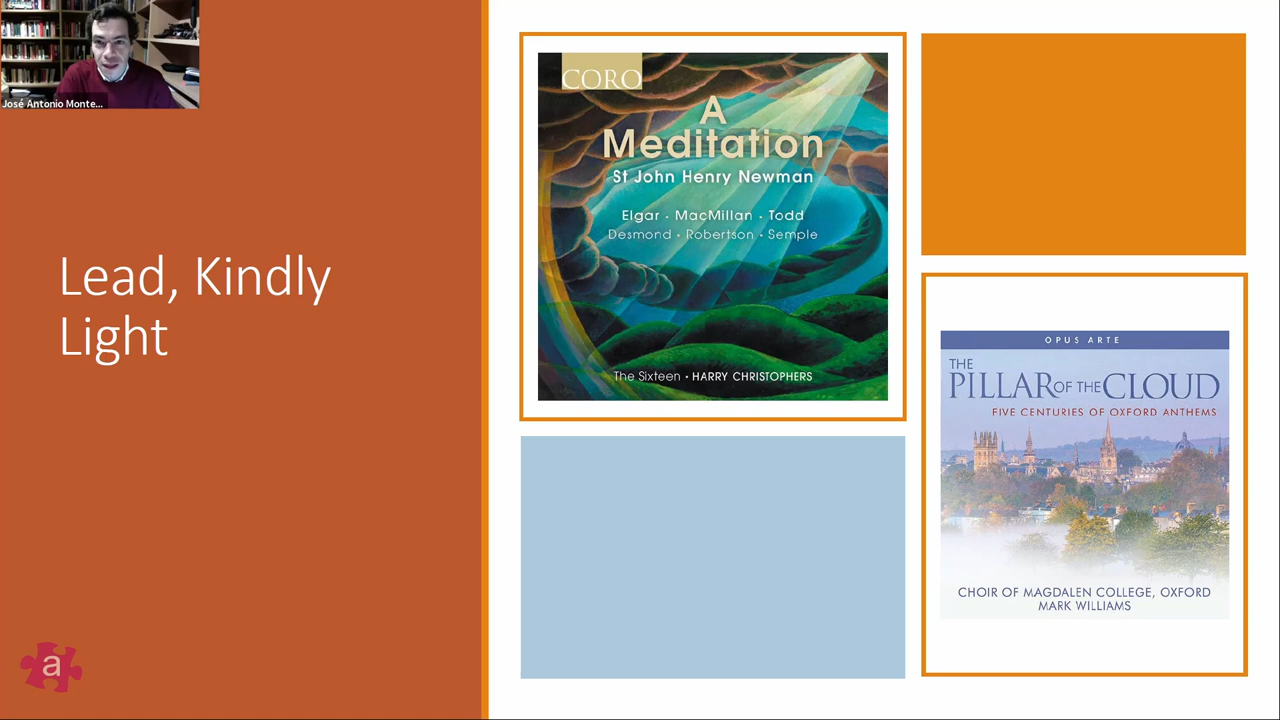 José Antonio Monte...
Lead, Kindly
Light
CORO
A
Meditation
St John Henry Newman
Elgar • MacMillan • Todd
Desmond • Robertson • Semple
The Sixteen • HARRY CHRISTOPHERS
OPUS ARTE
THE
PILLAR OF THE CLOUD
FIVE CENTURIES OF OXFORD ANTHEMS
CHOIR OF MAGDALEN COLLEGE, OXFORD
MARK WILLIAMS
a